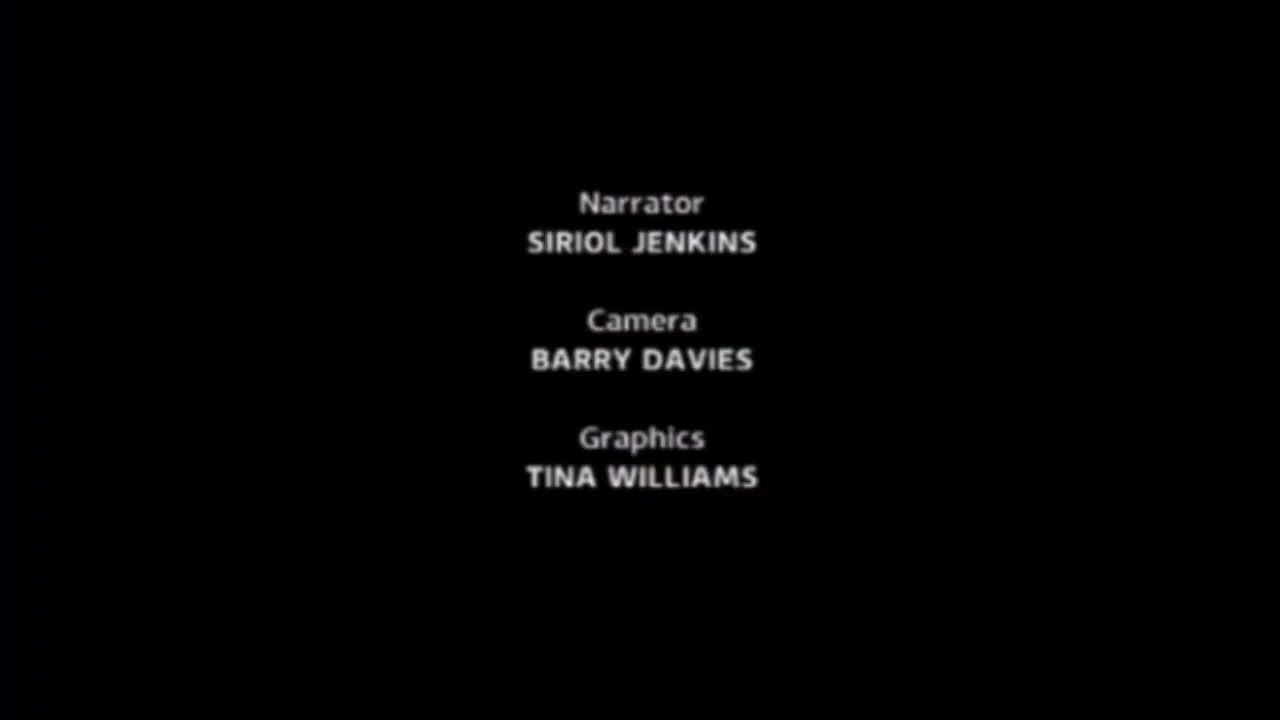 Narrator
SIRIOL JENKINS
Camera
BARRY DAVIES
Graphics
TINA WILLIAMS